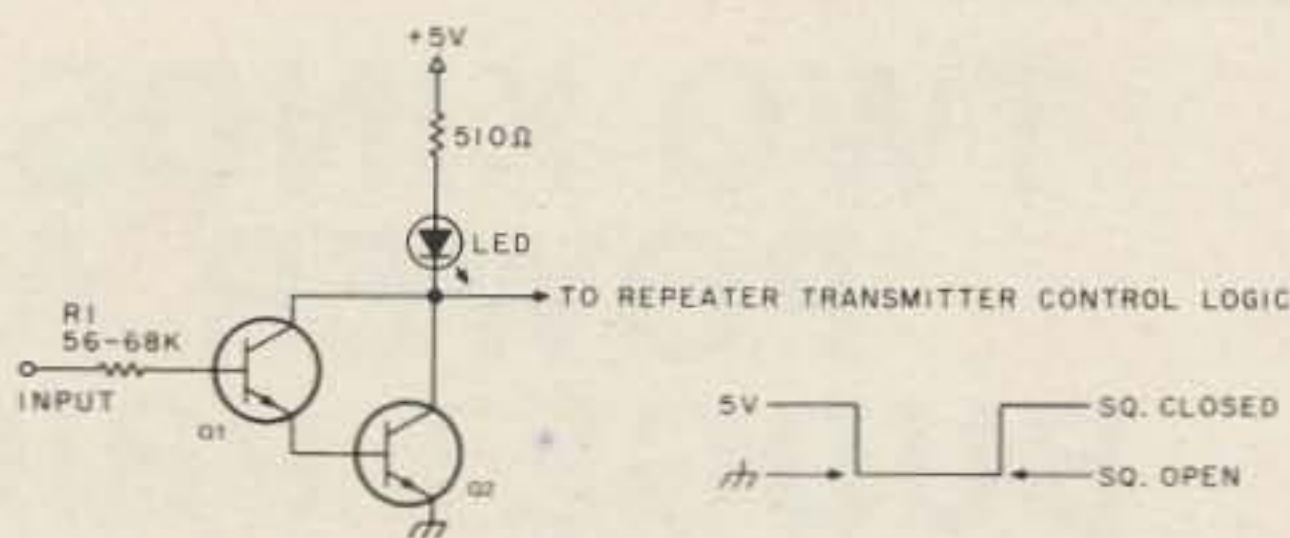 +5V
510Ω
LED
TO REPEATER TRANSMITTER CONTROL LOGIC
R1
56-68K
INPUT
Q1
Q2
5V
SQ. CLOSED
SQ. OPEN